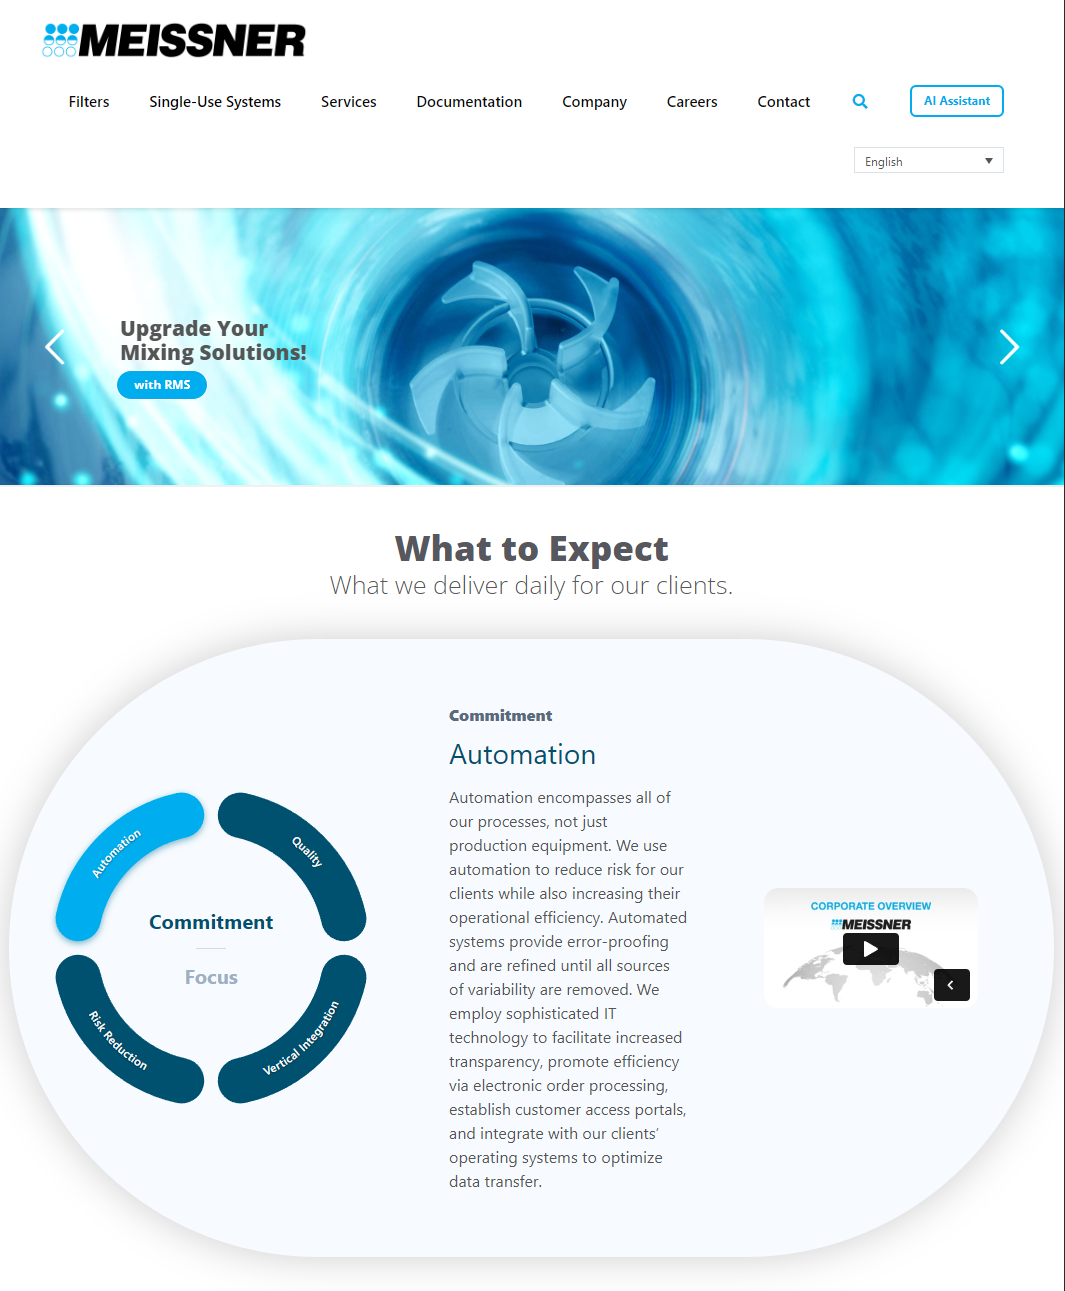 MEISSNER
Filters
Single-Use Systems
Services
Documentation
Company
Careers
Contact
AI Assistant
English
Upgrade Your
Mixing Solutions!
with RMS
What to Expect
What we deliver daily for our clients.
Automation
Quality
Commitment
Focus
Risk Reduction
Vertical Integration
Commitment
Automation
Automation encompasses all of
our processes, not just
production equipment. We use
automation to reduce risk for our
clients while also increasing their
operational efficiency. Automated
systems provide error-proofing
and are refined until all sources
of variability are removed. We
employ sophisticated IT
technology to facilitate increased
transparency, promote efficiency
via electronic order processing,
establish customer access portals,
and integrate with our clients’
operating systems to optimize
data transfer.
CORPORATE OVERVIEW
MEISSNER